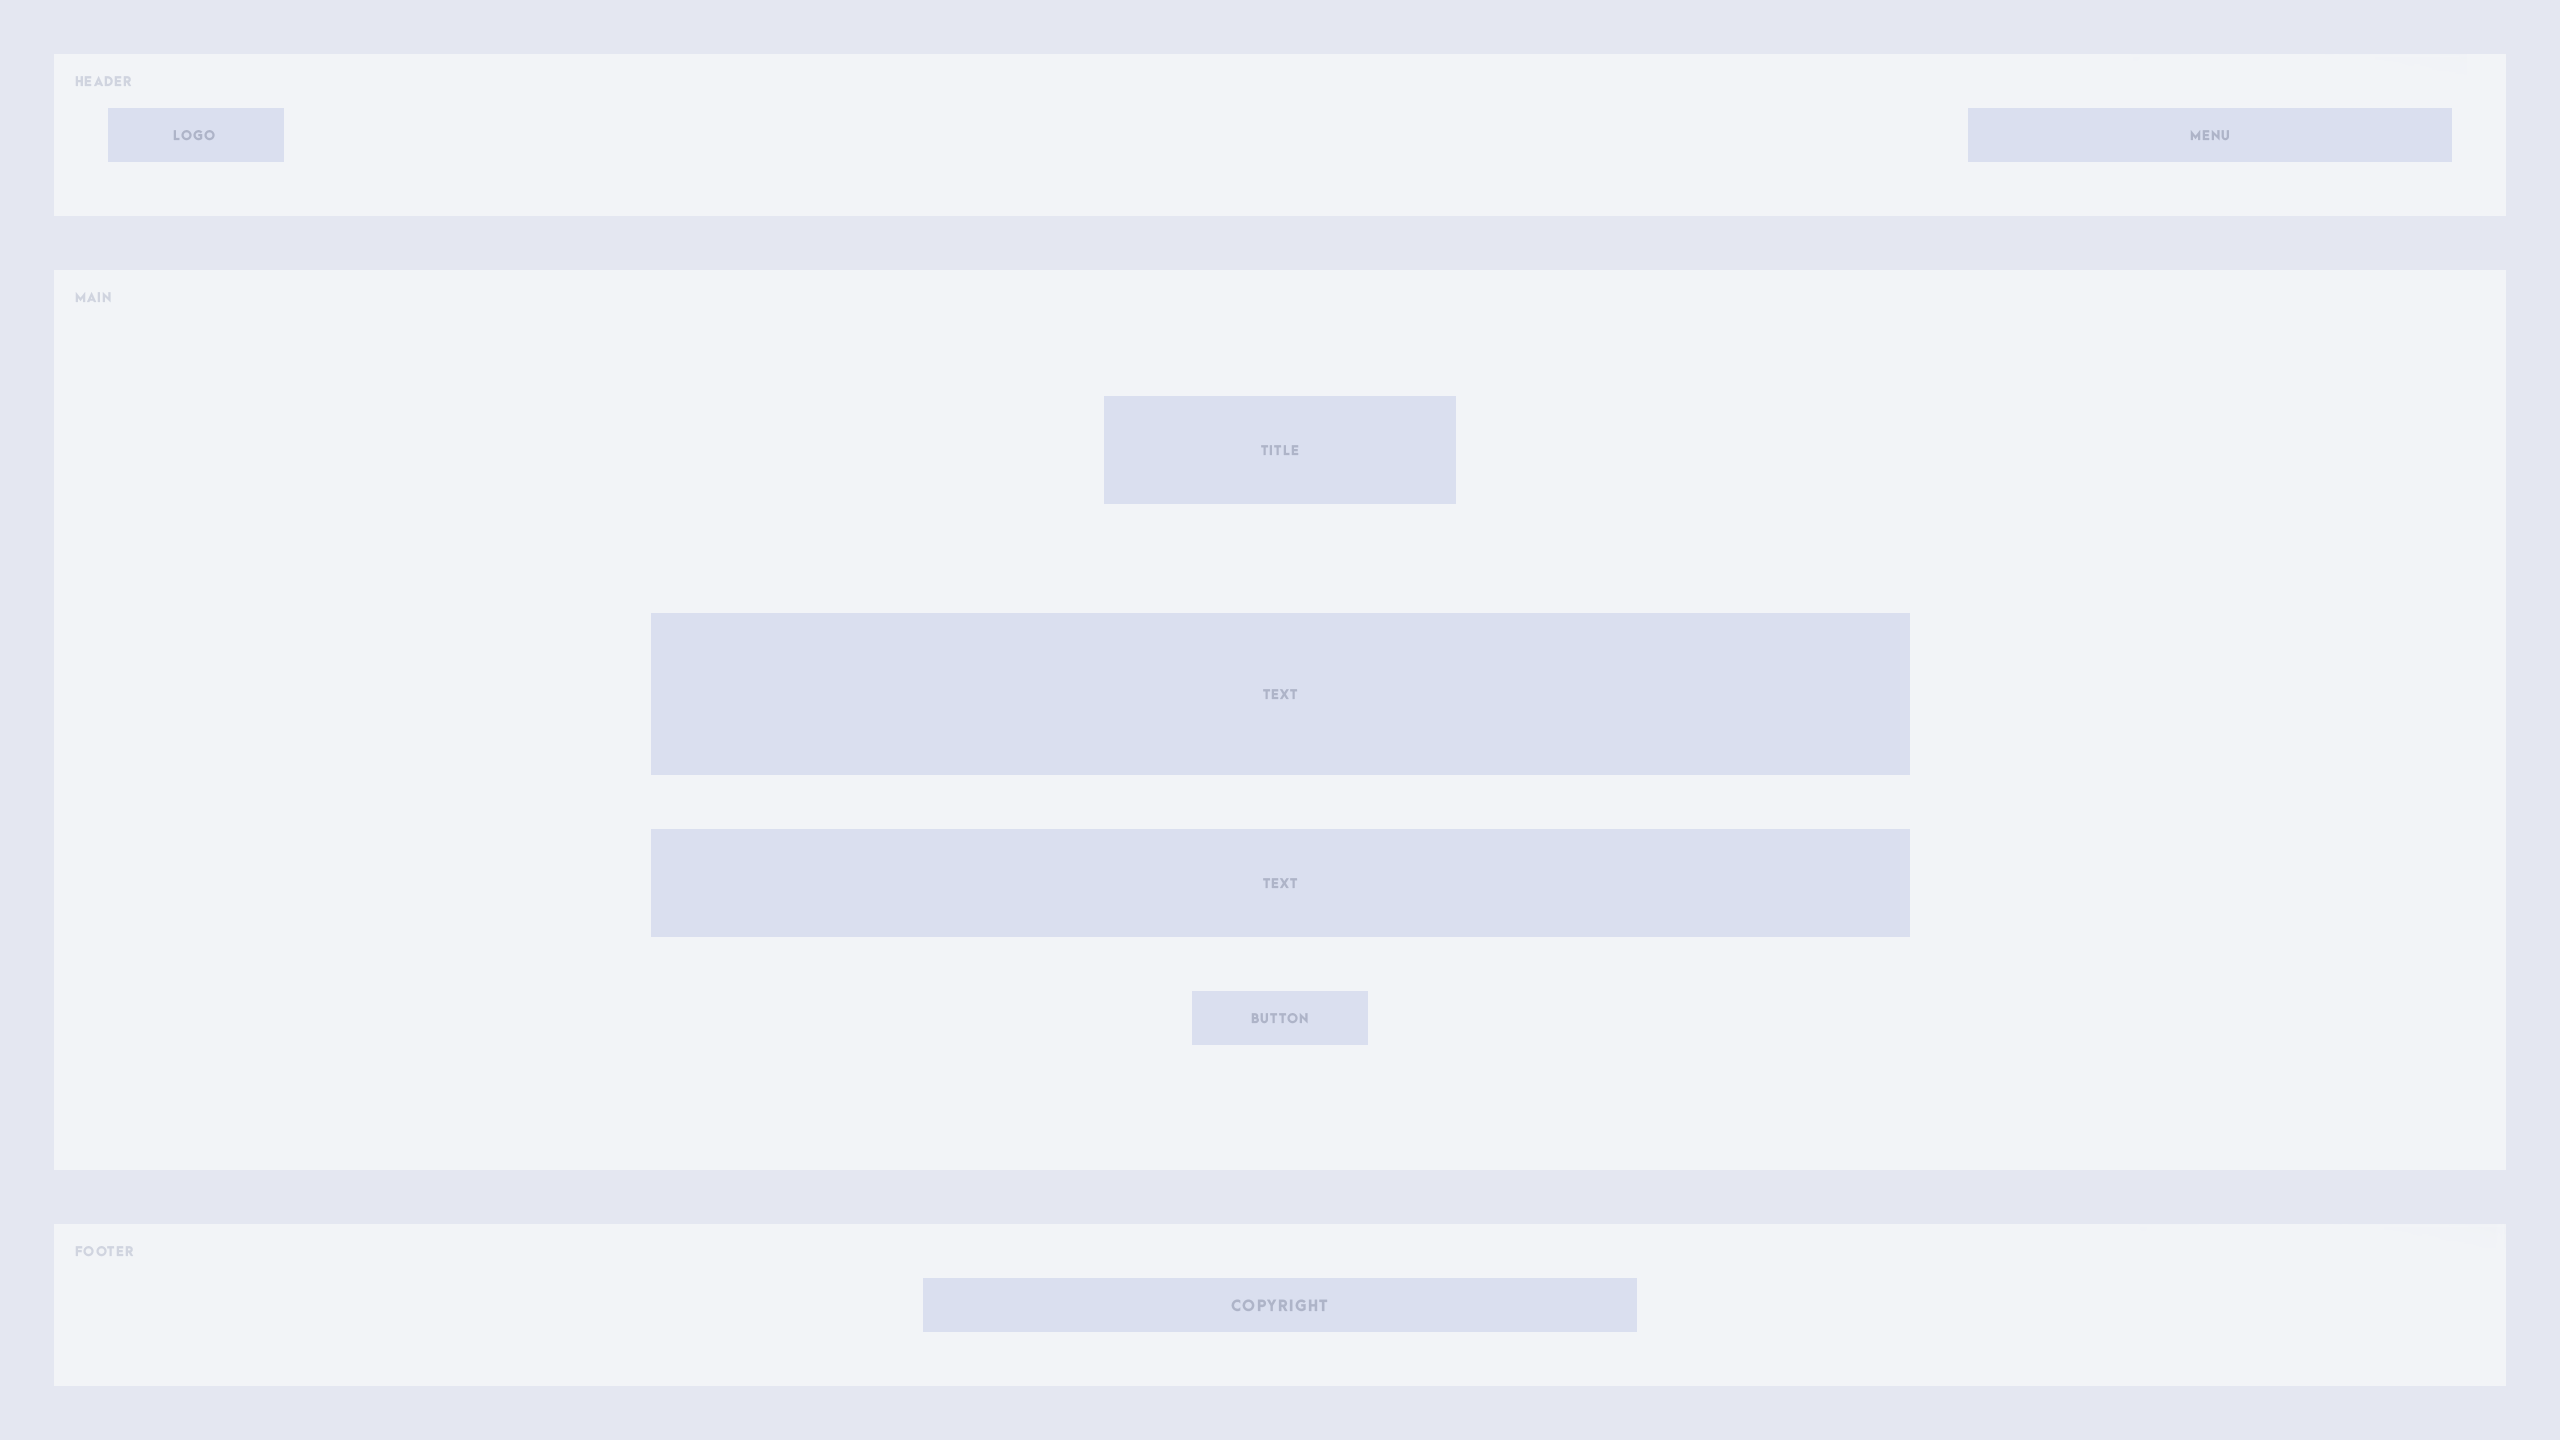 HEADER
LOGO
MENU
MAIN
TITLE
TEXT
TEXT
BUTTON
FOOTER
COPYRIGHT